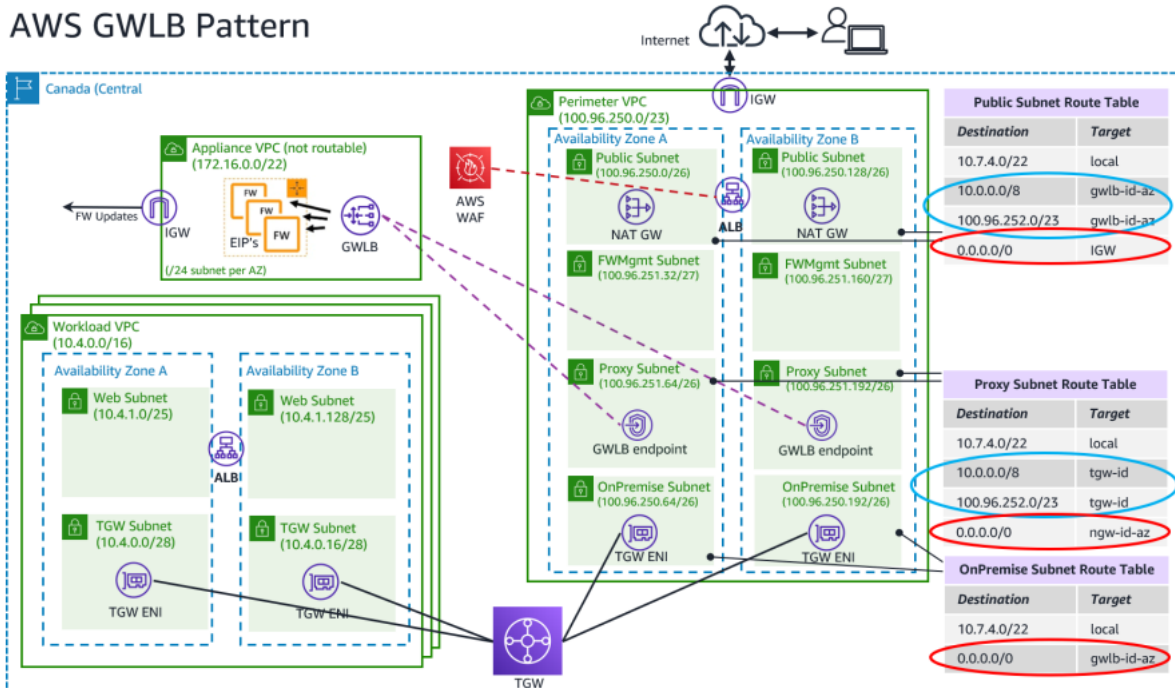 AWS GWLB Pattern
Internet
Canada (Central
IGW
Perimeter VPC
(100.96.250.0/23)
Appliance VPC (not routable)
(172.16.0.0/22)
FW
FW
FW
EIP's
GWLB
(/24 subnet per AZ)
IGW
FW Updates
AWS
WAF
Availability Zone A
Public Subnet
(100.96.250.0/26)
NAT GW
FWMgmt Subnet
(100.96.251.32/27)
Proxy Subnet
(100.96.251.64/26)
GWLB endpoint
OnPremise Subnet
(100.96.250.64/26)
TGW ENI
ALB
Availability Zone B
Public Subnet
(100.96.250.128/26)
NAT GW
FWMgmt Subnet
(100.96.251.160/27)
Proxy Subnet
(100.96.251.192/26)
GWLB endpoint
OnPremise Subnet
(100.96.250.192/26)
TGW ENI
Workload VPC
(10.4.0.0/16)
Availability Zone A
Web Subnet
(10.4.1.0/25)
TGW Subnet
(10.4.0.0/28)
TGW ENI
ALB
Availability Zone B
Web Subnet
(10.4.1.128/25)
TGW Subnet
(10.4.0.16/28)
TGW ENI
TGW
Public Subnet Route Table
Destination Target
10.7.4.0/22 local
10.0.0.0/8 gwlb-id-az
100.96.252.0/23 gwlb-id-az
0.0.0.0/0 IGW
Proxy Subnet Route Table
Destination Target
10.7.4.0/22 local
10.0.0.0/8 tgw-id
100.96.252.0/23 tgw-id
0.0.0.0/0 ngw-id-az
OnPremise Subnet Route Table
Destination Target
10.7.4.0/22 local
0.0.0.0/0 gwlb-id-az